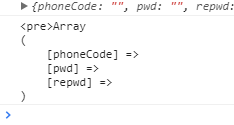 ▶ {phoneCode: "", pwd: "", repwd:
<pre>Array
(
    [phoneCode] =>
    [pwd] =>
    [repwd] =>
)
>